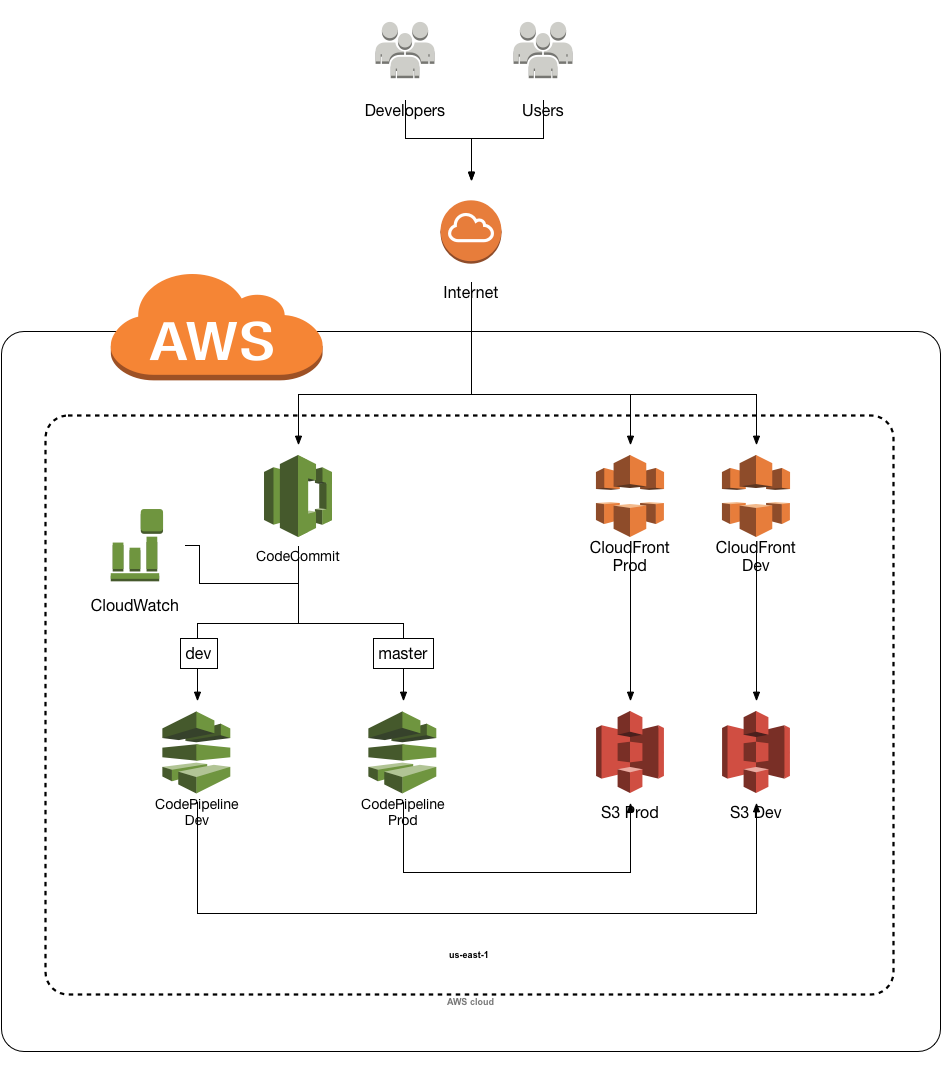 Developers
Users
Internet
AWS
CodeCommit
CloudFront
Prod
CloudFront
Dev
CloudWatch
dev
master
CodePipeline
Dev
CodePipeline
Prod
S3 Prod
S3 Dev
us-east-1
AWS cloud